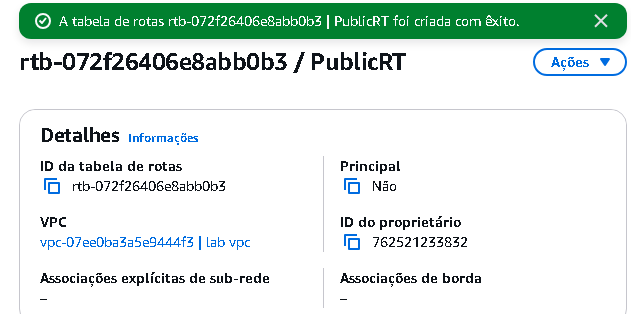 A tabela de rotas rtb-072f26406e8abb0b3 | PublicRT foi criada com êxito.
rtb-072f26406e8abb0b3 / PublicRT
Ações
Detalhes Informações
ID da tabela de rotas
rtb-072f26406e8abb0b3
Principal
Não
VPC
vpc-07ee0ba3a5e9444f3 | lab vpc
ID do proprietário
762521233832
Associações explícitas de sub-rede
–
Associações de borda
–